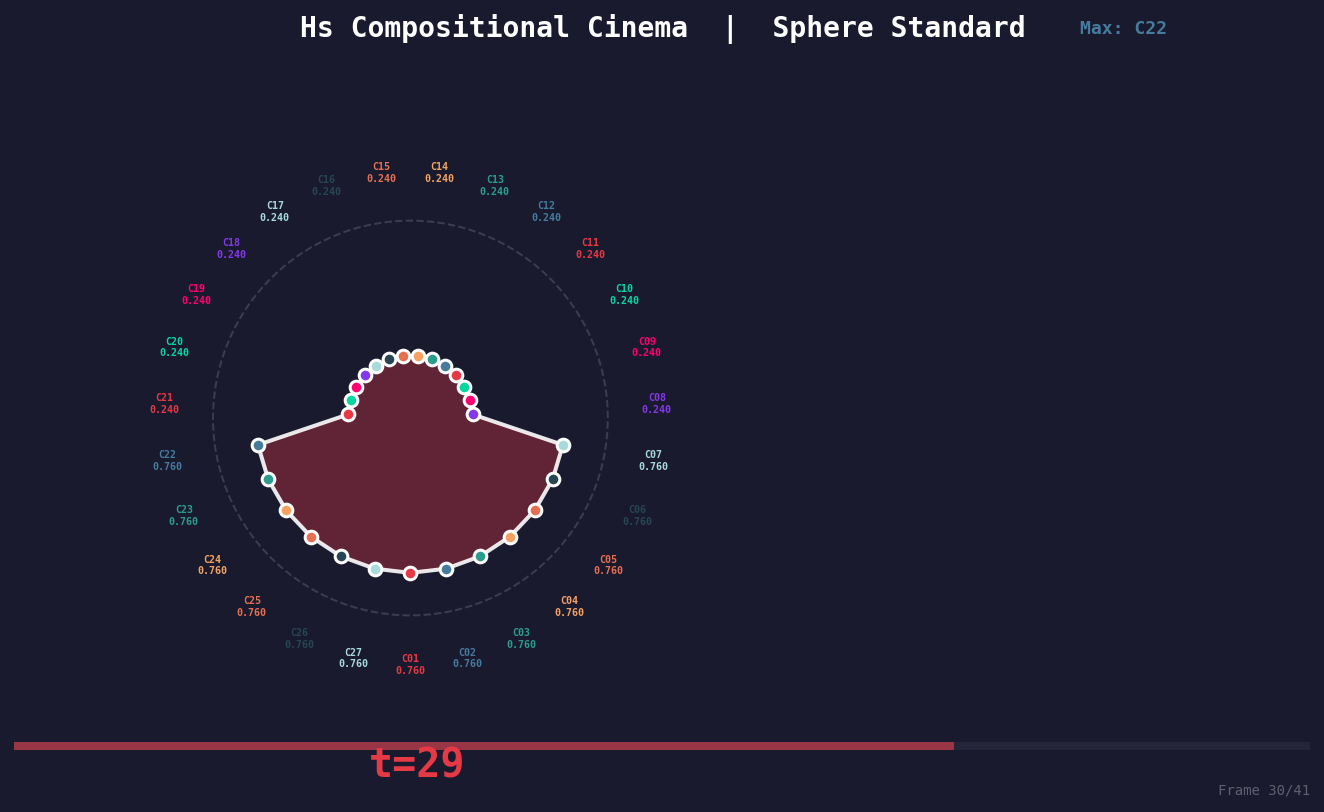 Hs Compositional Cinema | Sphere Standard
Max: C22
C15
0.240
C14
0.240
C16
0.240
C13
0.240
C17
0.240
C12
0.240
C18
0.240
C11
0.240
C19
0.240
C10
0.240
C20
0.240
C09
0.240
C21
0.240
C08
0.240
C22
0.760
C07
0.760
C23
0.760
C06
0.760
C24
0.760
C05
0.760
C25
0.760
C04
0.760
C26
0.760
C03
0.760
C27
0.760
C01
0.760
C02
0.760
t=29
Frame 30/41